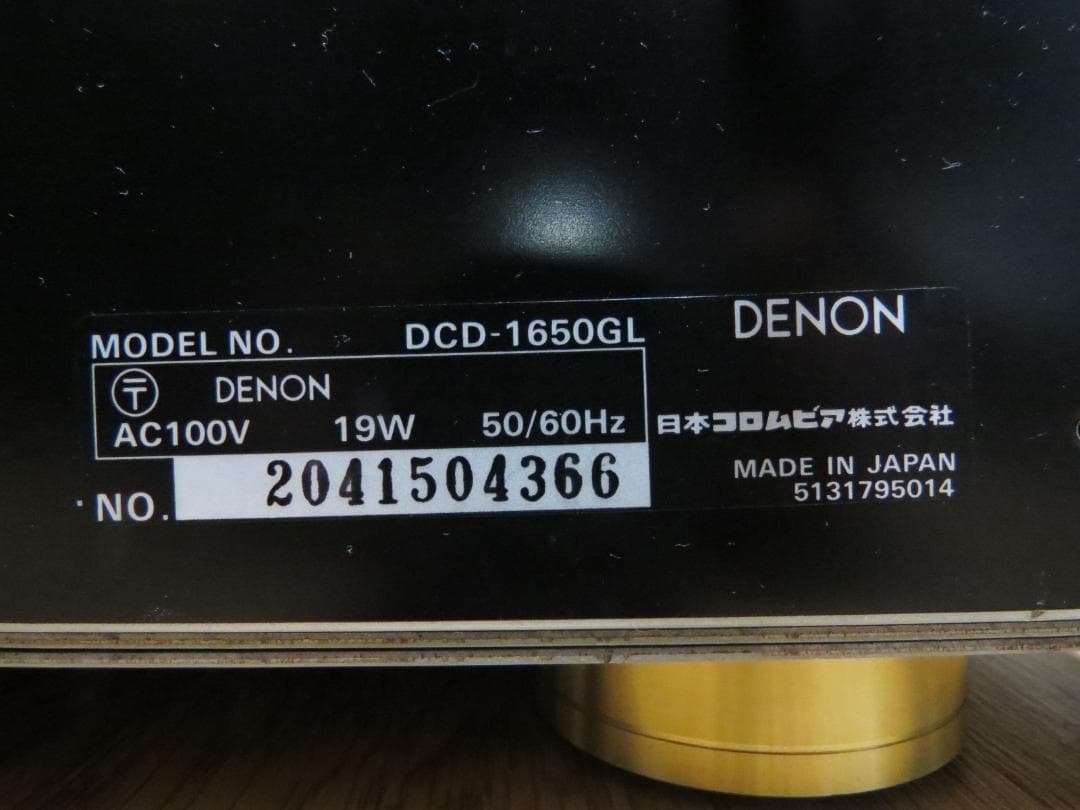 MODEL NO. DCD-1650GL
〒 DENON
AC100V 19W 50/60Hz
NO. 2041504366
DENON
日本コロムビア株式会社
MADE IN JAPAN
5131795014